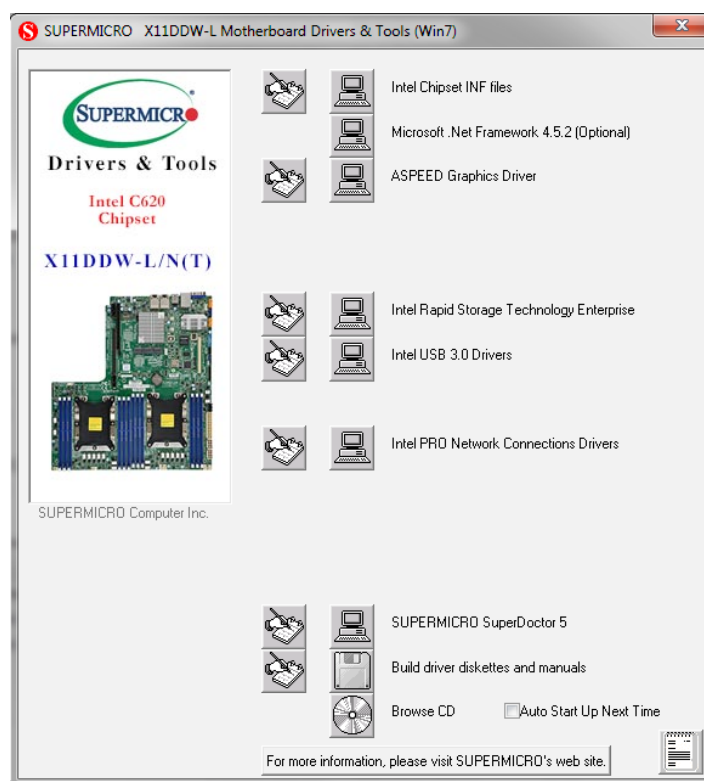 SUPERMICRO X11DDW-L Motherboard Drivers & Tools (Win7)
SUPERMICRO
Drivers & Tools
Intel C620
Chipset
X11DDW-L/N(T)
SUPERMICRO Computer Inc.
Intel Chipset INF files
Microsoft .Net Framework 4.5.2 (Optional)
ASPEED Graphics Driver
Intel Rapid Storage Technology Enterprise
Intel USB 3.0 Drivers
Intel PRO Network Connections Drivers
SUPERMICRO SuperDoctor 5
Build driver diskettes and manuals
Browse CD Auto Start Up Next Time
For more information, please visit SUPERMICRO's web site.